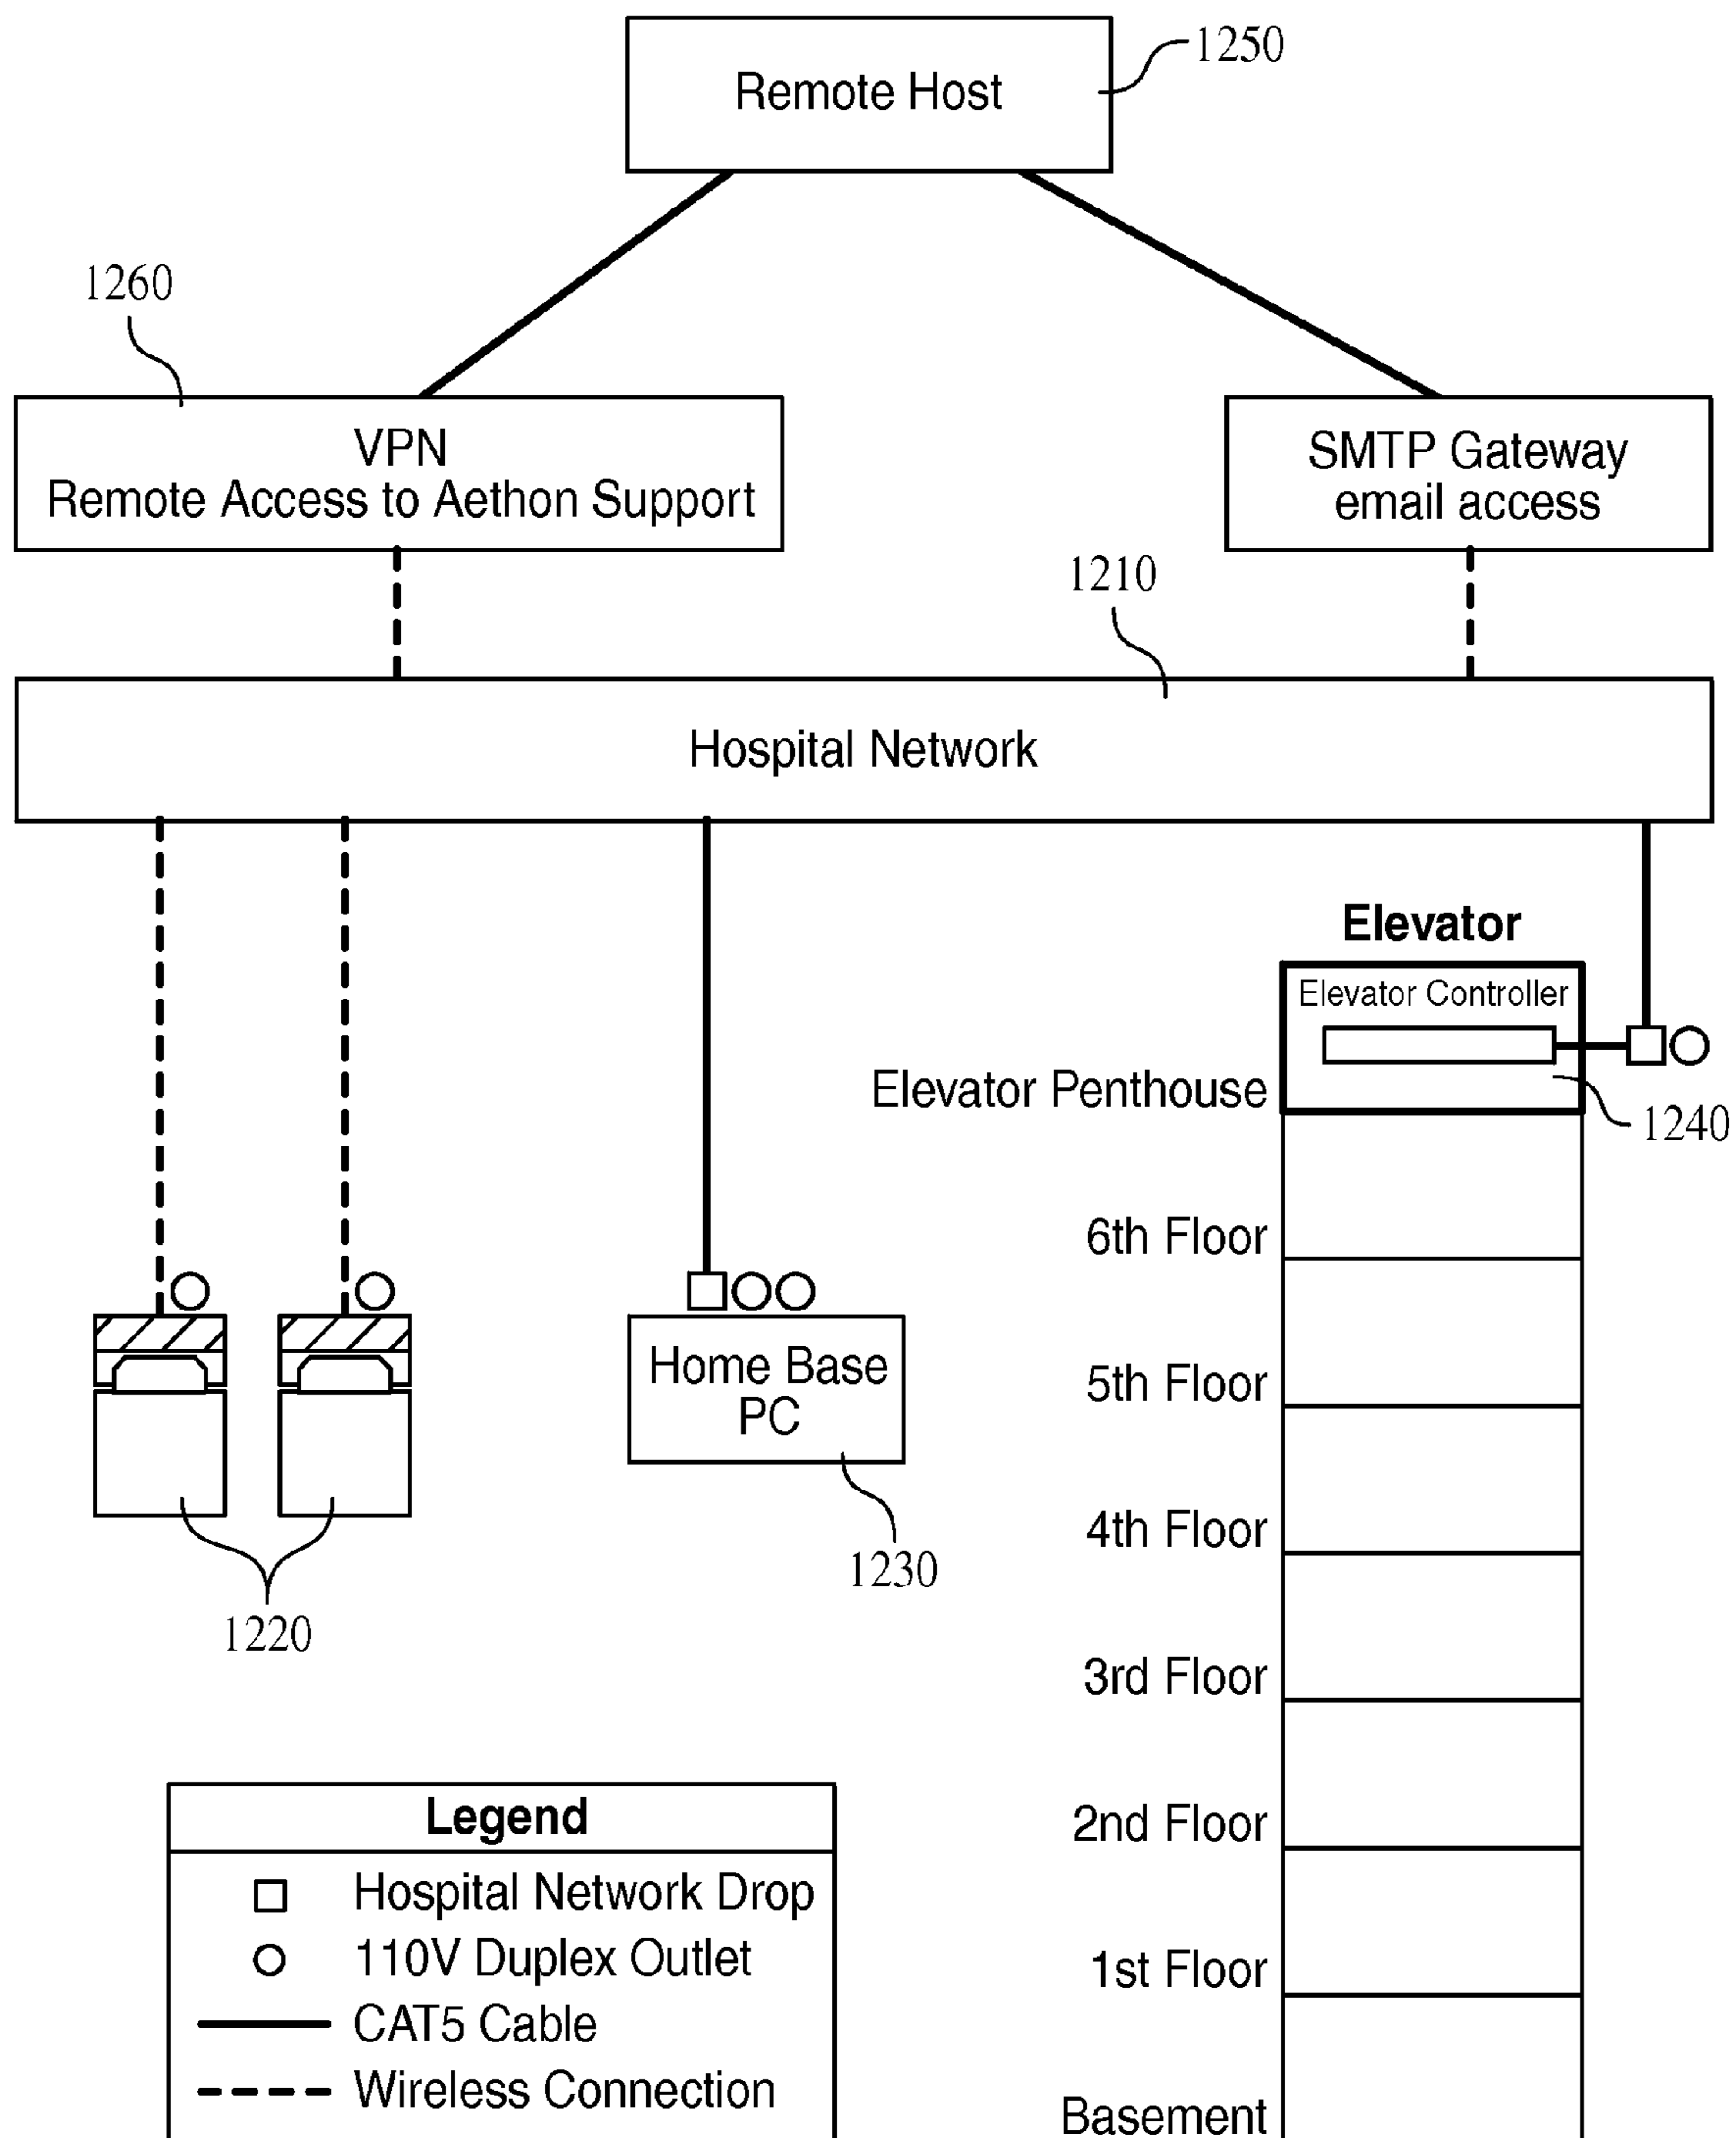 Remote Host
1250
1260
VPN
Remote Access to Aethon Support
SMTP Gateway
email access
1210
Hospital Network
Elevator
Elevator Controller
Elevator Penthouse
1240
6th Floor
Home Base
PC
5th Floor
4th Floor
1230
1220
3rd Floor
2nd Floor
1st Floor
Basement
Legend
Hospital Network Drop
110V Duplex Outlet
CAT5 Cable
Wireless Connection